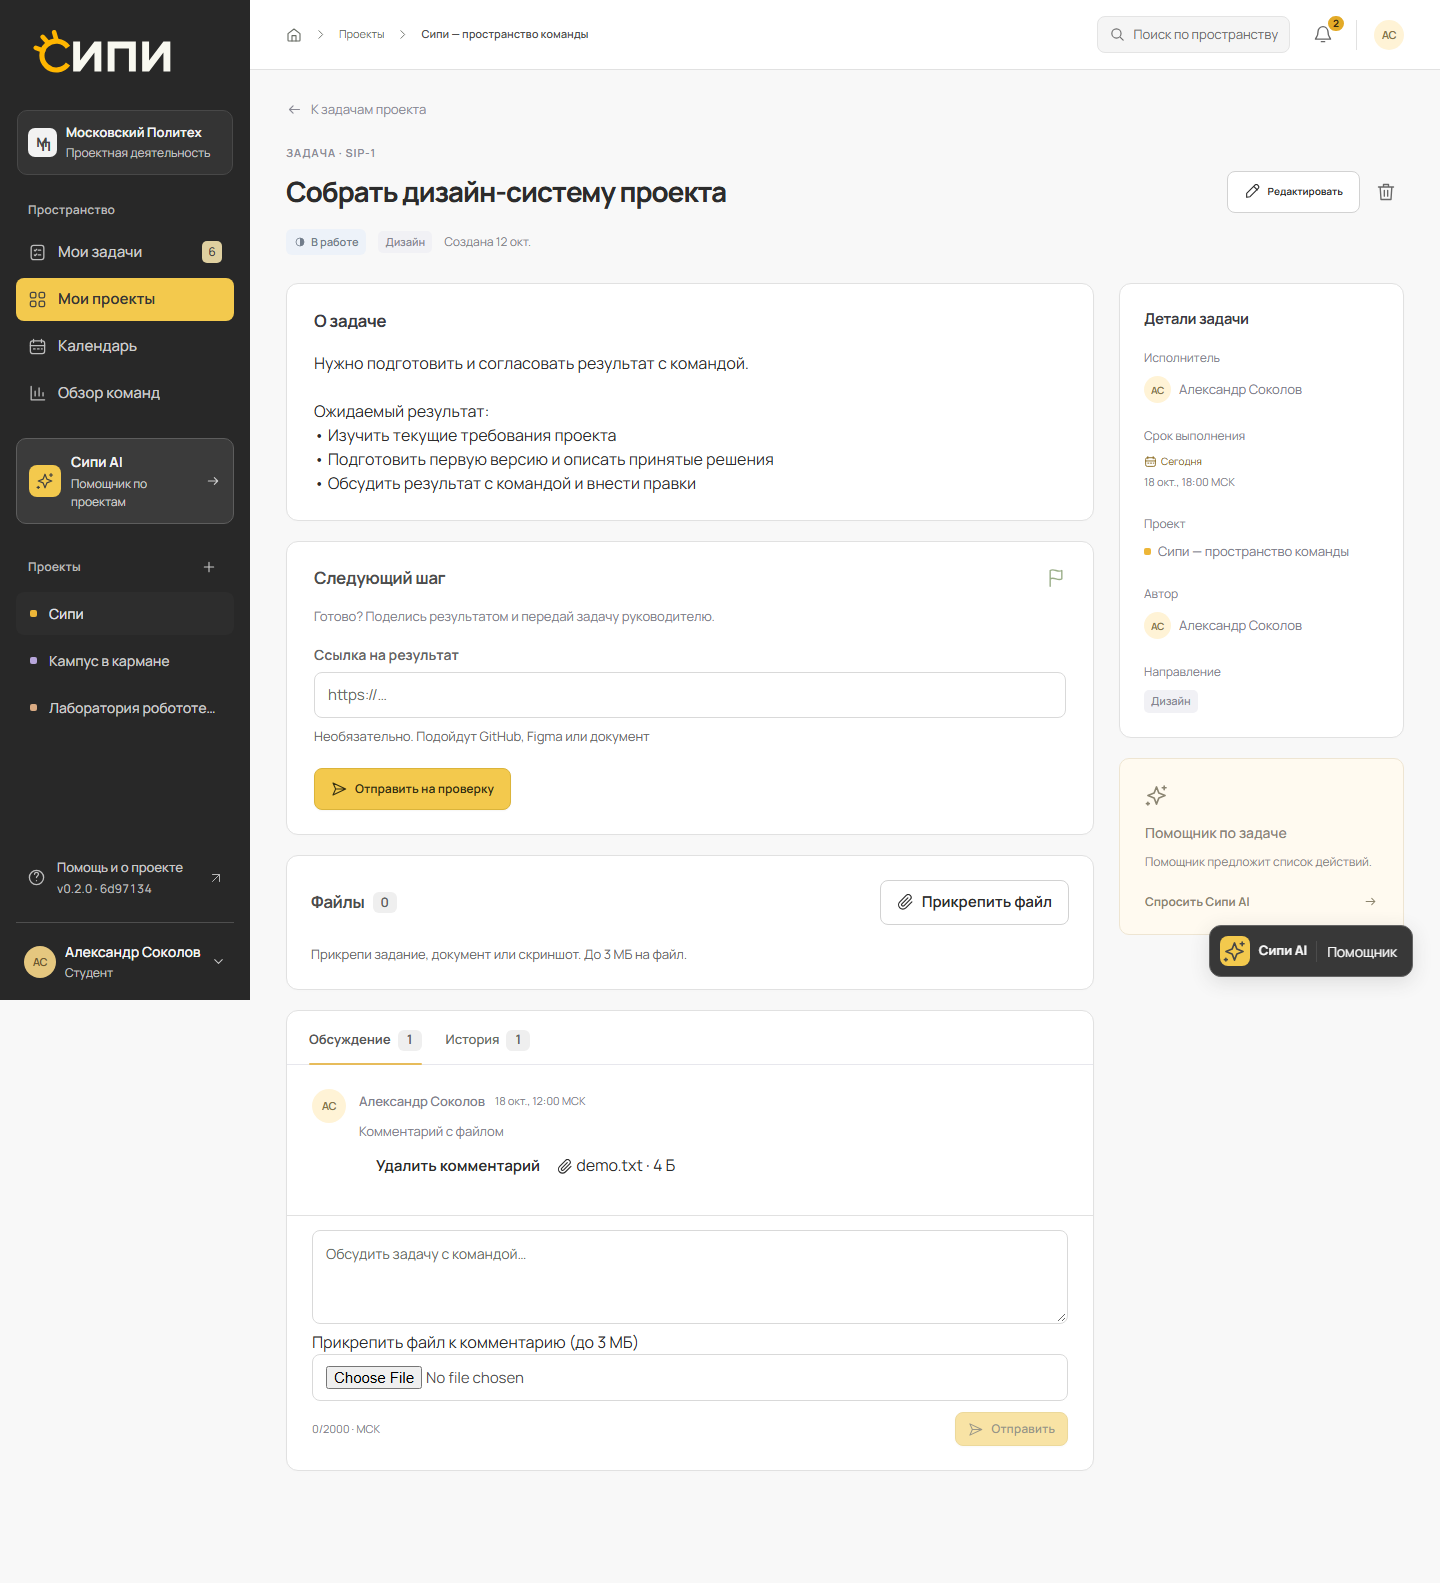 Сипи
МП
Московский Политех
Проектная деятельность
Пространство
Мои задачи 6
Мои проекты
Календарь
Обзор команд
Сипи AI
Помощник по
проектам
Проекты
Сипи
Кампус в кармане
Лаборатория робототе...
Помощь и о проекте
v0.2.0 · 6d97134
АС
Александр Соколов
Студент
Проекты
Сипи — пространство команды
Поиск по пространству
2
АС
К задачам проекта
ЗАДАЧА · SIP-1
Собрать дизайн-систему проекта
Редактировать
В работе Дизайн Создана 12 окт.
О задаче
Нужно подготовить и согласовать результат с командой.
Ожидаемый результат:
• Изучить текущие требования проекта
• Подготовить первую версию и описать принятые решения
• Обсудить результат с командой и внести правки
Следующий шаг
Готово? Поделись результатом и передай задачу руководителю.
Ссылка на результат
https://...
Необязательно. Подойдут GitHub, Figma или документ
Отправить на проверку
Файлы 0
Прикрепить файл
Прикрепи задание, документ или скриншот. До 3 МБ на файл.
Обсуждение 1 История 1
АС
Александр Соколов 18 окт., 12:00 МСК
Комментарий с файлом
Удалить комментарий demo.txt · 4 Б
Обсудить задачу с командой...
Прикрепить файл к комментарию (до 3 МБ)
Choose File No file chosen
0/2000 · МСК
Отправить
Детали задачи
Исполнитель
АС Александр Соколов
Срок выполнения
Сегодня
18 окт., 18:00 МСК
Проект
Сипи — пространство команды
Автор
АС Александр Соколов
Направление
Дизайн
Помощник по задаче
Помощник предложит список действий.
Спросить Сипи AI
Сипи AI Помощник